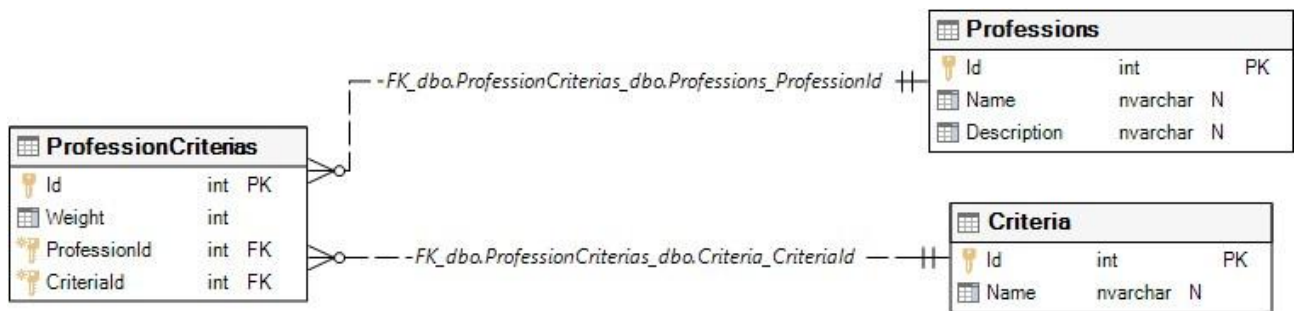 Professions
Id int PK
Name nvarchar N
Description nvarchar N
-FK_dbo.ProfessionCriterias_dbo.Professions_ProfessionId
ProfessionCriterias
Id int PK
Weight int
ProfessionId int FK
CriteriaId int FK
-FK_dbo.ProfessionCriterias_dbo.Criteria_CriteriaId
Criteria
Id int PK
Name nvarchar N